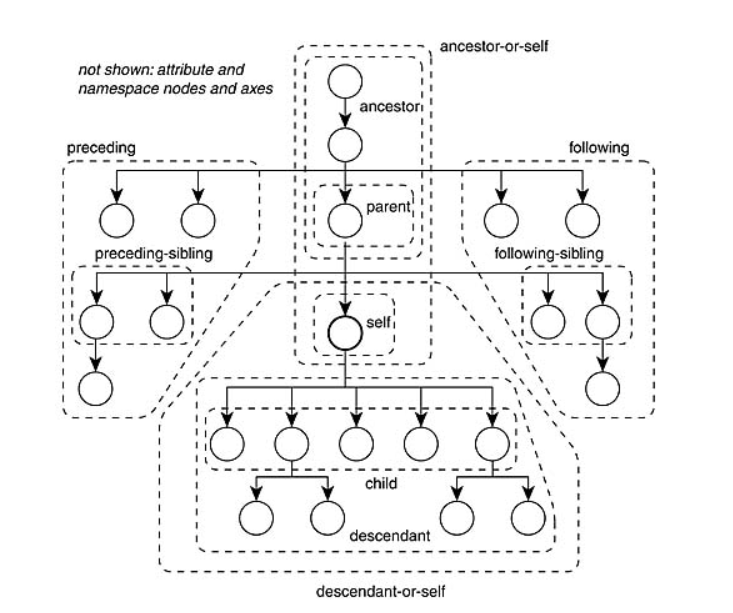 ancestor-or-self
not shown: attribute and
namespace nodes and axes
ancestor
preceding
following
parent
preceding-sibling
following-sibling
self
child
descendant
descendant-or-self